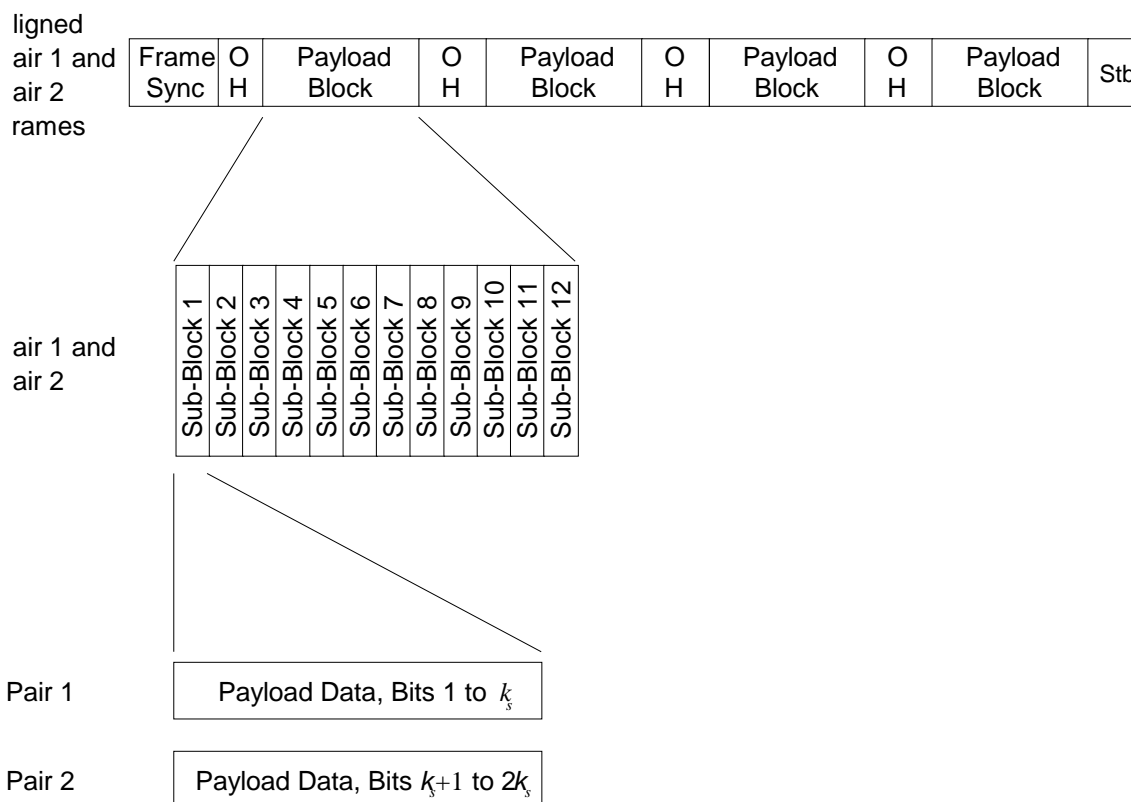 ligned
air 1 and
air 2
rames
Frame Sync
O H
Payload Block
O H
Payload Block
O H
Payload Block
O H
Payload Block
Stb
air 1 and
air 2
Sub-Block 1
Sub-Block 2
Sub-Block 3
Sub-Block 4
Sub-Block 5
Sub-Block 6
Sub-Block 7
Sub-Block 8
Sub-Block 9
Sub-Block 10
Sub-Block 11
Sub-Block 12
Pair 1
Payload Data, Bits 1 to ks
Pair 2
Payload Data, Bits ks+1 to 2ks